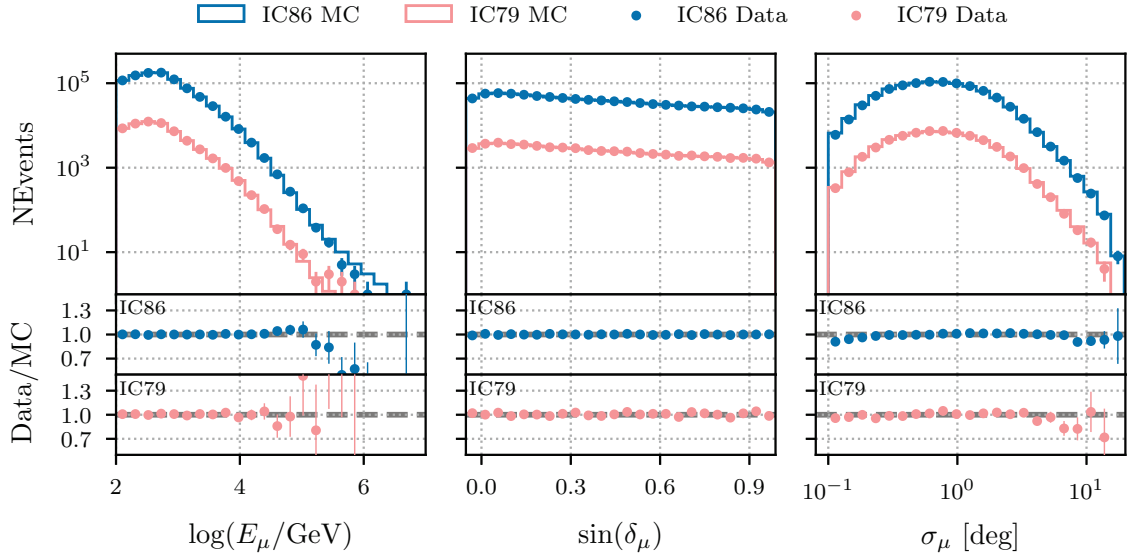 IC86 MC IC79 MC IC86 Data IC79 Data
NEvents
10^5
10^3
10^1
Data/MC
IC86 IC86 IC86
1.3
1.0
0.7
IC79 IC79 IC79
1.3
1.0
0.7
2 4 6 0.0 0.3 0.6 0.9 10^−1 10^0 10^1
log(E_μ/GeV) sin(δ_μ) σ_μ [deg]